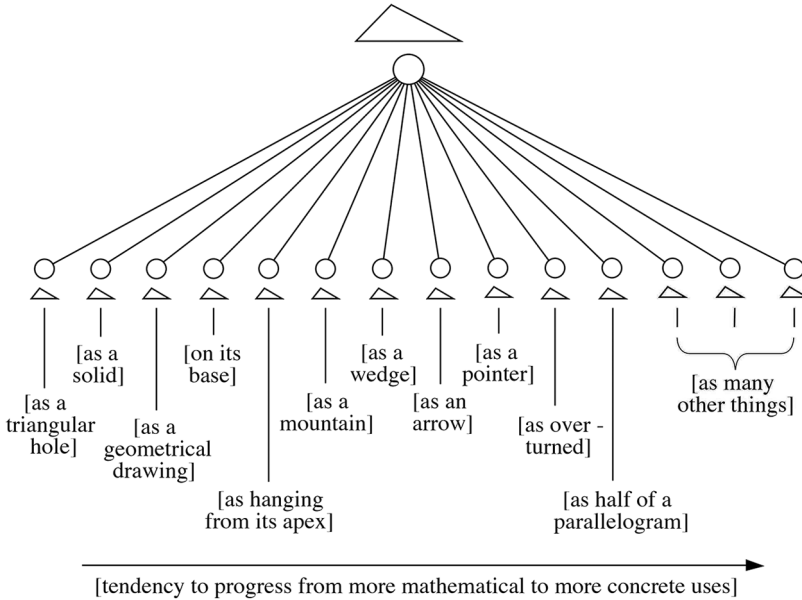 [as a
triangular
hole]
[as a
solid]
[as a
geometrical
drawing]
[on its
base]
[as hanging
from its apex]
[as a
mountain]
[as a
wedge]
[as an
arrow]
[as a
pointer]
[as over -
turned]
[as half of a
parallelogram]
[as many
other things]
[tendency to progress from more mathematical to more concrete uses]